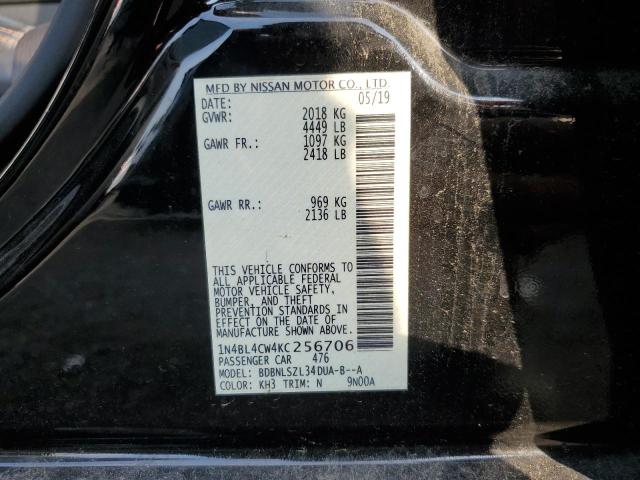 MFD BY NISSAN MOTOR CO., LTD.
DATE: 05/19
GVWR: 2018 KG
4449 LB
GAWR FR.: 1097 KG
2418 LB
GAWR RR.: 969 KG
2136 LB
THIS VEHICLE CONFORMS TO
ALL APPLICABLE FEDERAL
MOTOR VEHICLE SAFETY,
BUMPER, AND THEFT
PREVENTION STANDARDS IN
EFFECT ON THE DATE OF
MANUFACTURE SHOWN ABOVE.
1N4BL4CW4KC256706
PASSENGER CAR 476
MODEL: BDBNLSZL34DUA-B--A
COLOR: KH3 TRIM: N 9N00A